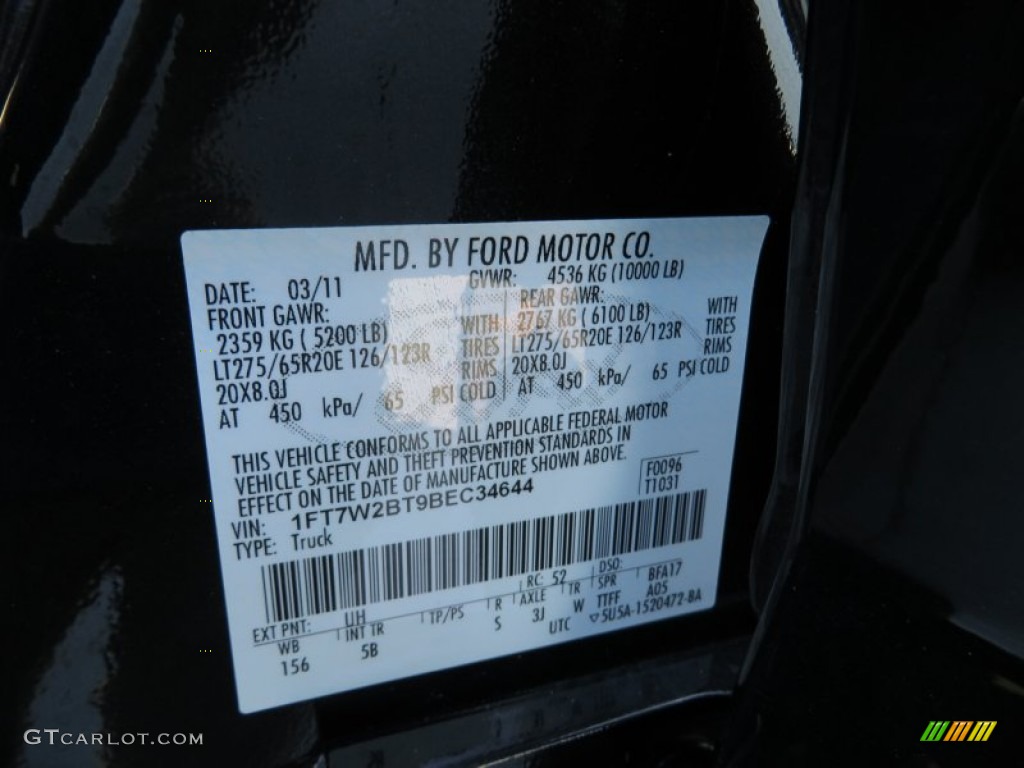 MFD. BY FORD MOTOR CO.
DATE: 03/11 GVWR: 4536 KG (10000 LB)
FRONT GAWR: REAR GAWR:
2359 KG (5200 LB) WITH 2767 KG (6100 LB) WITH
LT275/65R20E 126/123R TIRES LT275/65R20E 126/123R TIRES
20X8.0J RIMS 20X8.0J RIMS
AT 450 kPa/ 65 PSI COLD AT 450 kPa/ 65 PSI COLD
THIS VEHICLE CONFORMS TO ALL APPLICABLE FEDERAL MOTOR
VEHICLE SAFETY AND THEFT PREVENTION STANDARDS IN
EFFECT ON THE DATE OF MANUFACTURE SHOWN ABOVE.
F0096
T1031
VIN: 1FT7W2BT9BEC34644
TYPE: Truck
EXT PNT: UH RC: 52 DSO:
WB INT TR TP/PS R AXLE TR SPR BFA17
156 5B S 3J W TTFF A05
UTC ▽5U5A-1520472-BA
GTCARLOT.COM